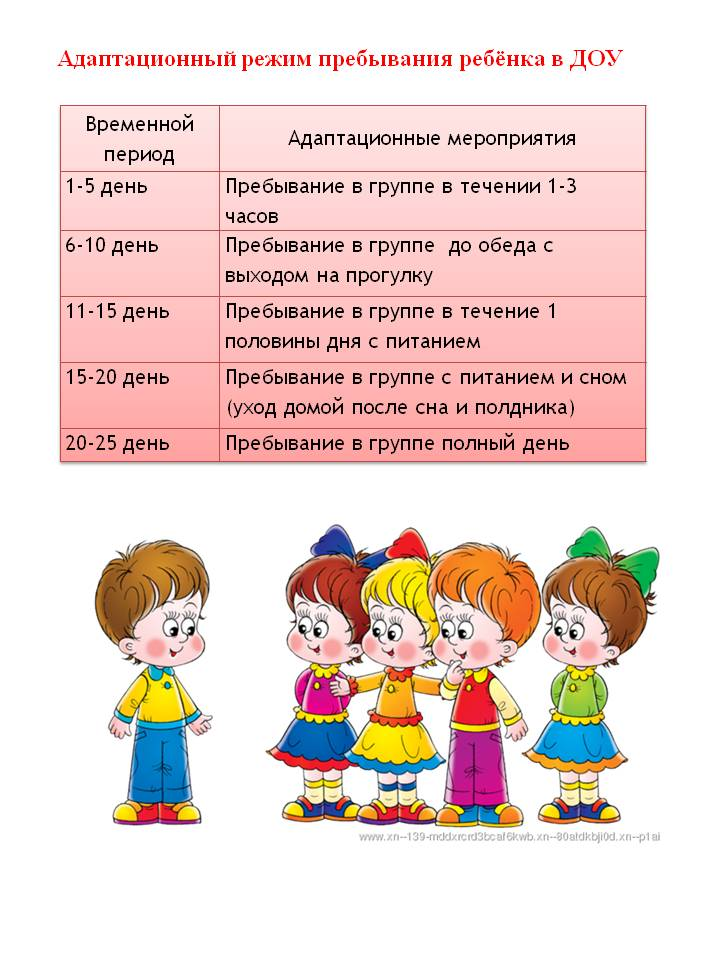 Адаптационный режим пребывания ребёнка в ДОУ
Временной
период
Адаптационные мероприятия
1-5 день
Пребывание в группе в течении 1-3
часов
6-10 день
Пребывание в группе до обеда с
выходом на прогулку
11-15 день
Пребывание в группе в течение 1
половины дня с питанием
15-20 день
Пребывание в группе с питанием и сном
(уход домой после сна и полдника)
20-25 день
Пребывание в группе полный день
www.xn--139-mddxrcrd3bcaf6kwb.xn--80atdkbji0d.xn--p1ai